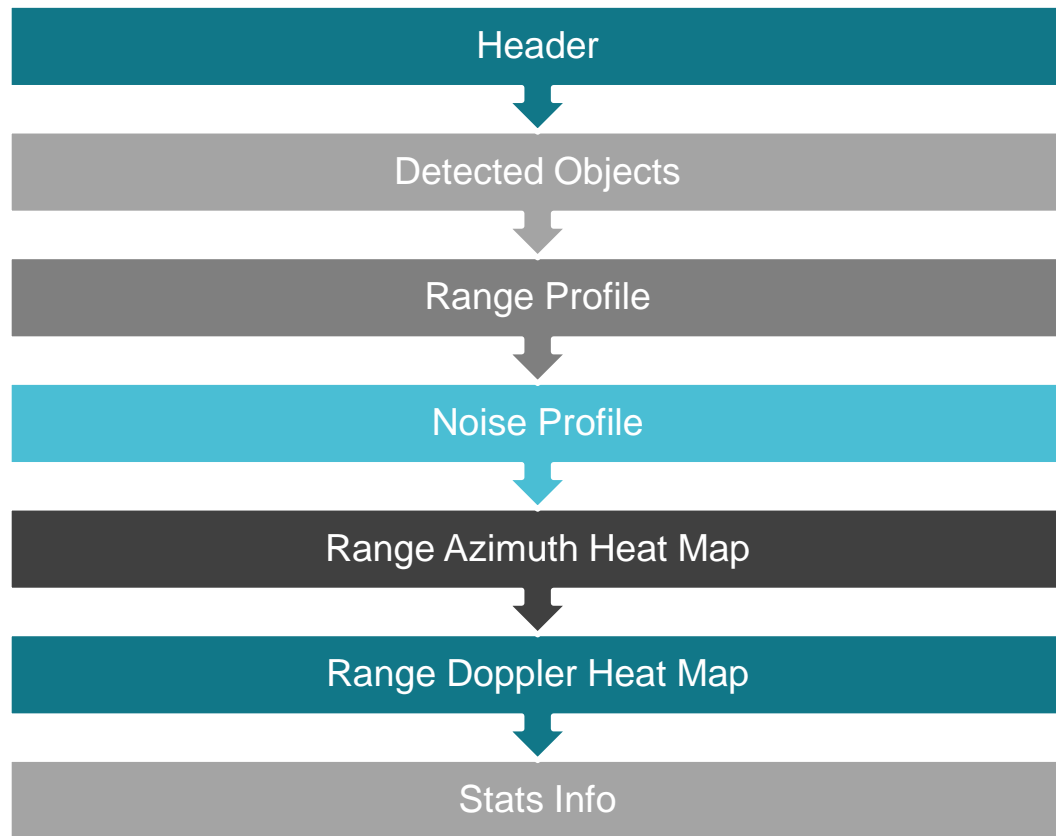 Header
Detected Objects
Range Profile
Noise Profile
Range Azimuth Heat Map
Range Doppler Heat Map
Stats Info